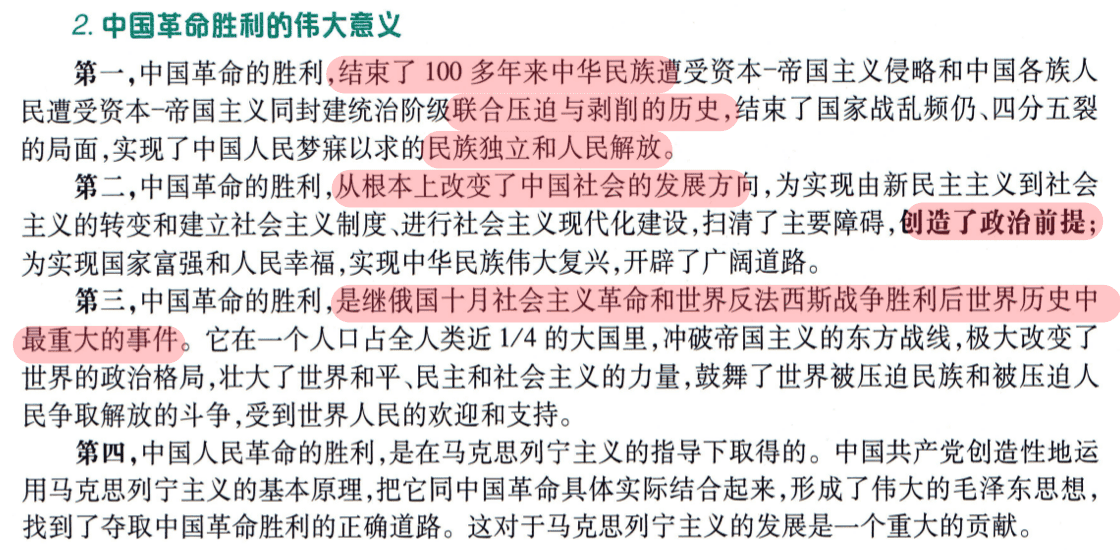 2. 中国革命胜利的伟大意义
第一,中国革命的胜利,结束了 100 多年来中华民族遭受资本-帝国主义侵略和中国各族人
民遭受资本-帝国主义同封建统治阶级联合压迫与剥削的历史,结束了国家战乱频仍、四分五裂
的局面,实现了中国人民梦寐以求的民族独立和人民解放。
第二,中国革命的胜利,从根本上改变了中国社会的发展方向,为实现由新民主主义到社会
主义的转变和建立社会主义制度、进行社会主义现代化建设,扫清了主要障碍,创造了政治前提;
为实现国家富强和人民幸福,实现中华民族伟大复兴,开辟了广阔道路。
第三,中国革命的胜利,是继俄国十月社会主义革命和世界反法西斯战争胜利后世界历史中
最重大的事件。它在一个人口占全人类近 1/4 的大国里,冲破帝国主义的东方战线,极大改变了
世界的政治格局,壮大了世界和平、民主和社会主义的力量,鼓舞了世界被压迫民族和被压迫人
民争取解放的斗争,受到世界人民的欢迎和支持。
第四,中国人民革命的胜利,是在马克思列宁主义的指导下取得的。中国共产党创造性地运
用马克思列宁主义的基本原理,把它同中国革命具体实际结合起来,形成了伟大的毛泽东思想,
找到了夺取中国革命胜利的正确道路。这对于马克思列宁主义的发展是一个重大的贡献。